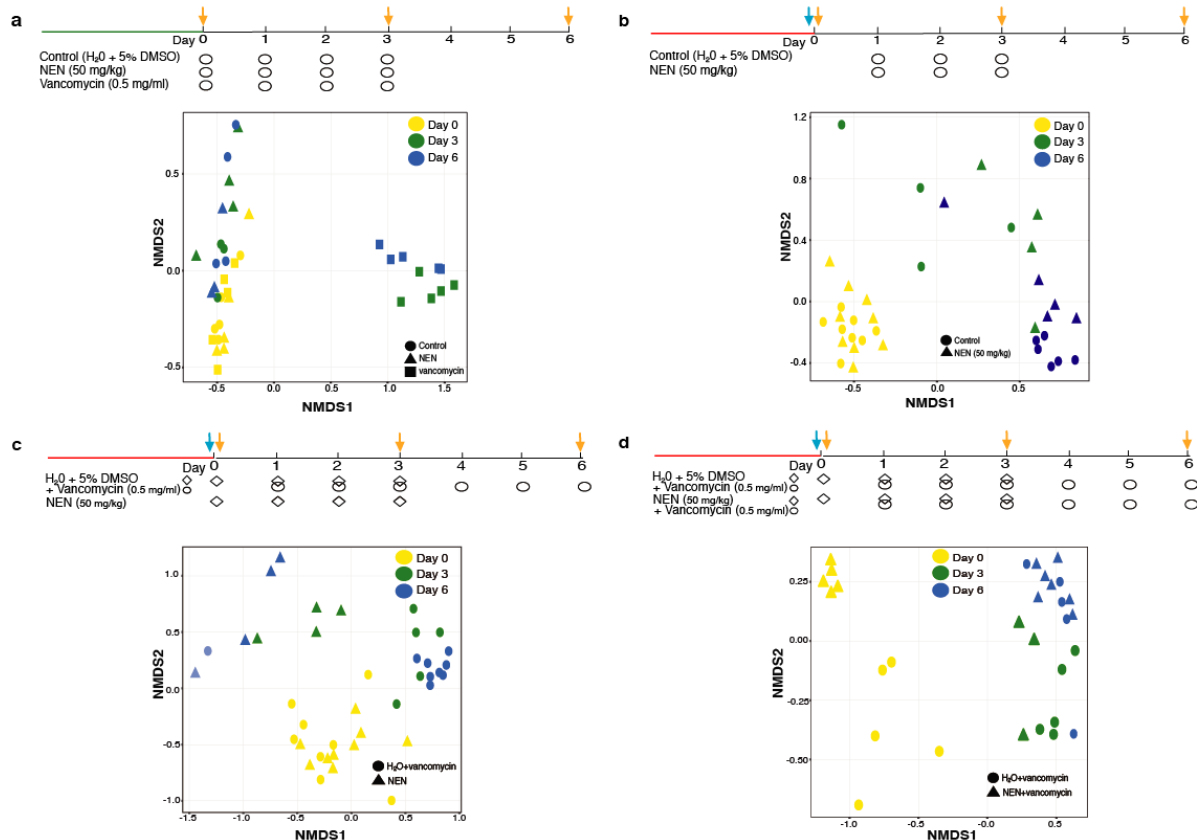 a
Day 0 1 2 3 4 5 6
Control (H₂0 + 5% DMSO)
NEN (50 mg/kg)
Vancomycin (0.5 mg/ml)
Day 0
Day 3
Day 6
0.5
0.0
-0.5
NMDS2
Control
NEN
vancomycin
-0.5 0.0 0.5 1.0 1.5
NMDS1
b
Day 0 1 2 3 4 5 6
Control (H₂0 + 5% DMSO)
NEN (50 mg/kg)
Day 0
Day 3
Day 6
1.2
0.8
0.4
0.0
-0.4
NMDS2
Control
NEN (50 mg/kg)
-0.5 0.0 0.5
NMDS1
c
Day 0 1 2 3 4 5 6
H₂0 + 5% DMSO
+ Vancomycin (0.5 mg/ml)
NEN (50 mg/kg)
Day 0
Day 3
Day 6
1.0
0.5
0.0
-0.5
-1.0
NMDS2
H₂O+vancomycin
NEN
-1.5 -1.0 -0.5 0.0 0.5 1.0
NMDS1
d
Day 0 1 2 3 4 5 6
H₂0 + 5% DMSO
+ Vancomycin (0.5 mg/ml)
NEN (50 mg/kg)
+ Vancomycin (0.5 mg/ml)
Day 0
Day 3
Day 6
0.25
0.00
-0.25
-0.50
NMDS2
H₂O+vancomycin
NEN+vancomycin
-1.0 -0.5 -0.0 0.5
NMDS1